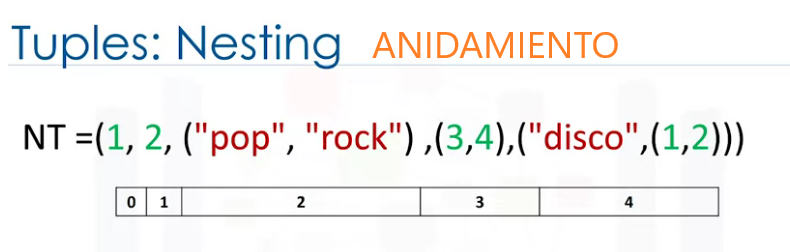 Tuples: Nesting ANIDAMIENTO
NT =(1, 2, ("pop", "rock") ,(3,4),("disco",(1,2)))
0 1 2 3 4